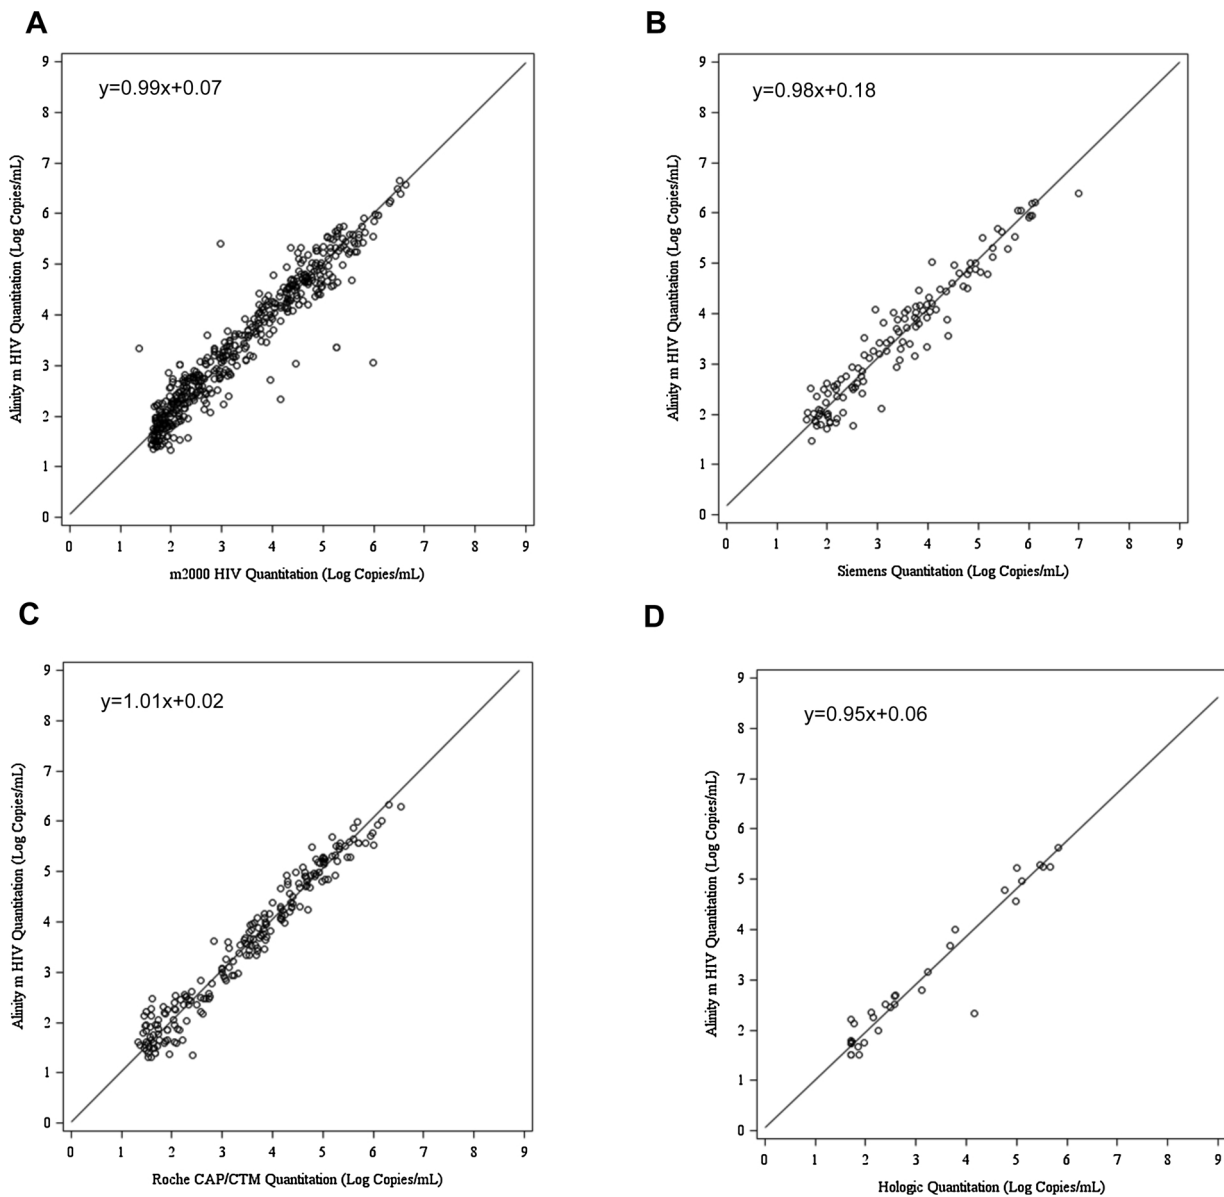 A
y=0.99x+0.07
9
8
7
6
5
4
3
2
1
0
Alinity m HIV Quantitation (Log Copies/mL)
0 1 2 3 4 5 6 7 8 9
m2000 HIV Quantitation (Log Copies/mL)
B
y=0.98x+0.18
9
8
7
6
5
4
3
2
1
0
Alinity m HIV Quantitation (Log Copies/mL)
0 1 2 3 4 5 6 7 8 9
Siemens Quantitation (Log Copies/mL)
C
y=1.01x+0.02
9
8
7
6
5
4
3
2
1
0
Alinity m HIV Quantitation (Log Copies/mL)
0 1 2 3 4 5 6 7 8 9
Roche CAP/CTM Quantitation (Log Copies/mL)
D
y=0.95x+0.06
9
8
7
6
5
4
3
2
1
0
Alinity m HIV Quantitation (Log Copies/mL)
0 1 2 3 4 5 6 7 8 9
Hologic Quantitation (Log Copies/mL)